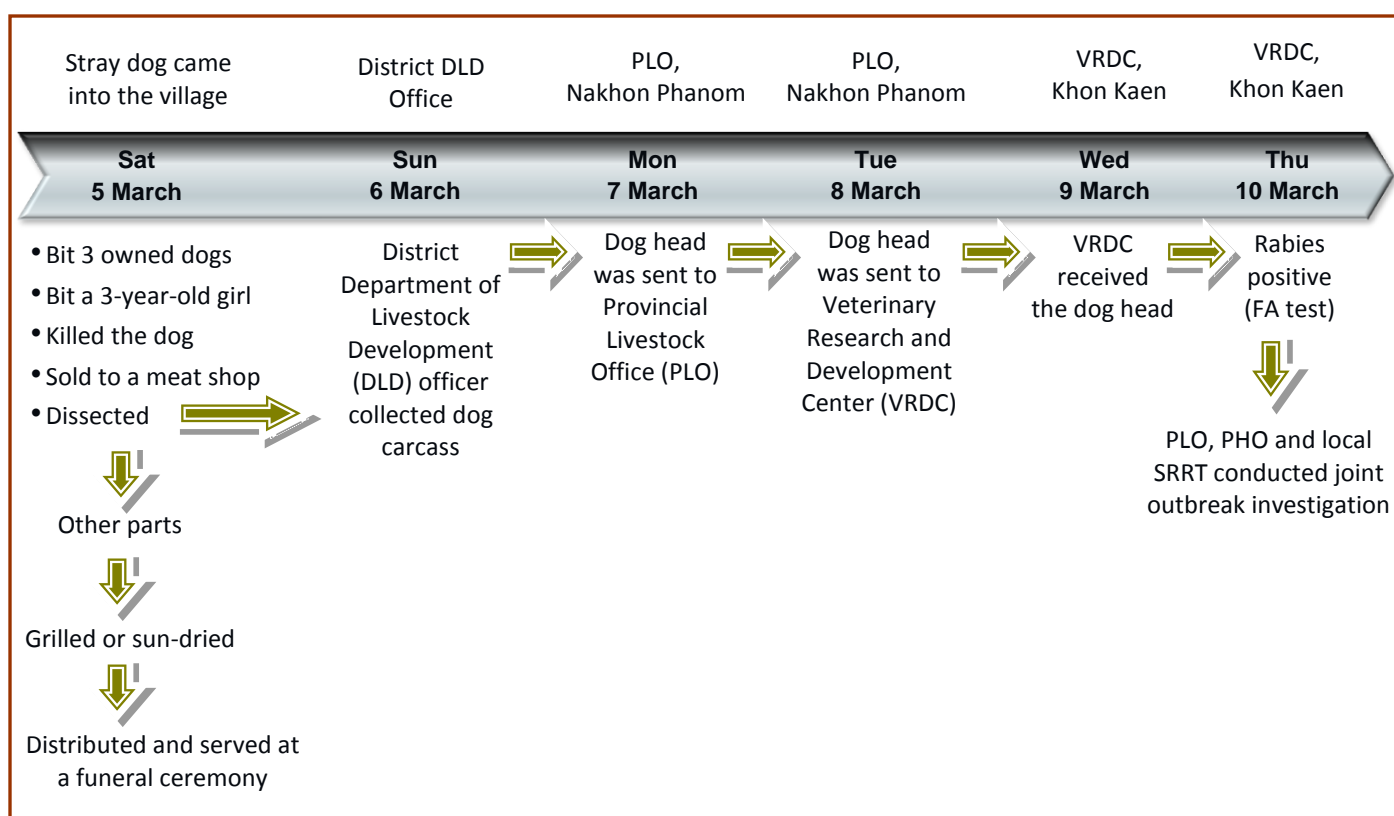 Stray dog came
into the village
District DLD
Office
PLO,
Nakhon Phanom
PLO,
Nakhon Phanom
VRDC,
Khon Kaen
VRDC,
Khon Kaen
Sat
5 March
Sun
6 March
Mon
7 March
Tue
8 March
Wed
9 March
Thu
10 March
• Bit 3 owned dogs
• Bit a 3-year-old girl
• Killed the dog
• Sold to a meat shop
• Dissected
Other parts
Grilled or sun-dried
Distributed and served at
a funeral ceremony
District
Department of
Livestock
Development
(DLD) officer
collected dog
carcass
Dog head
was sent to
Provincial
Livestock
Office (PLO)
Dog head
was sent to
Veterinary
Research and
Development
Center (VRDC)
VRDC
received
the dog head
Rabies
positive
(FA test)
PLO, PHO and local
SRRT conducted joint
outbreak investigation